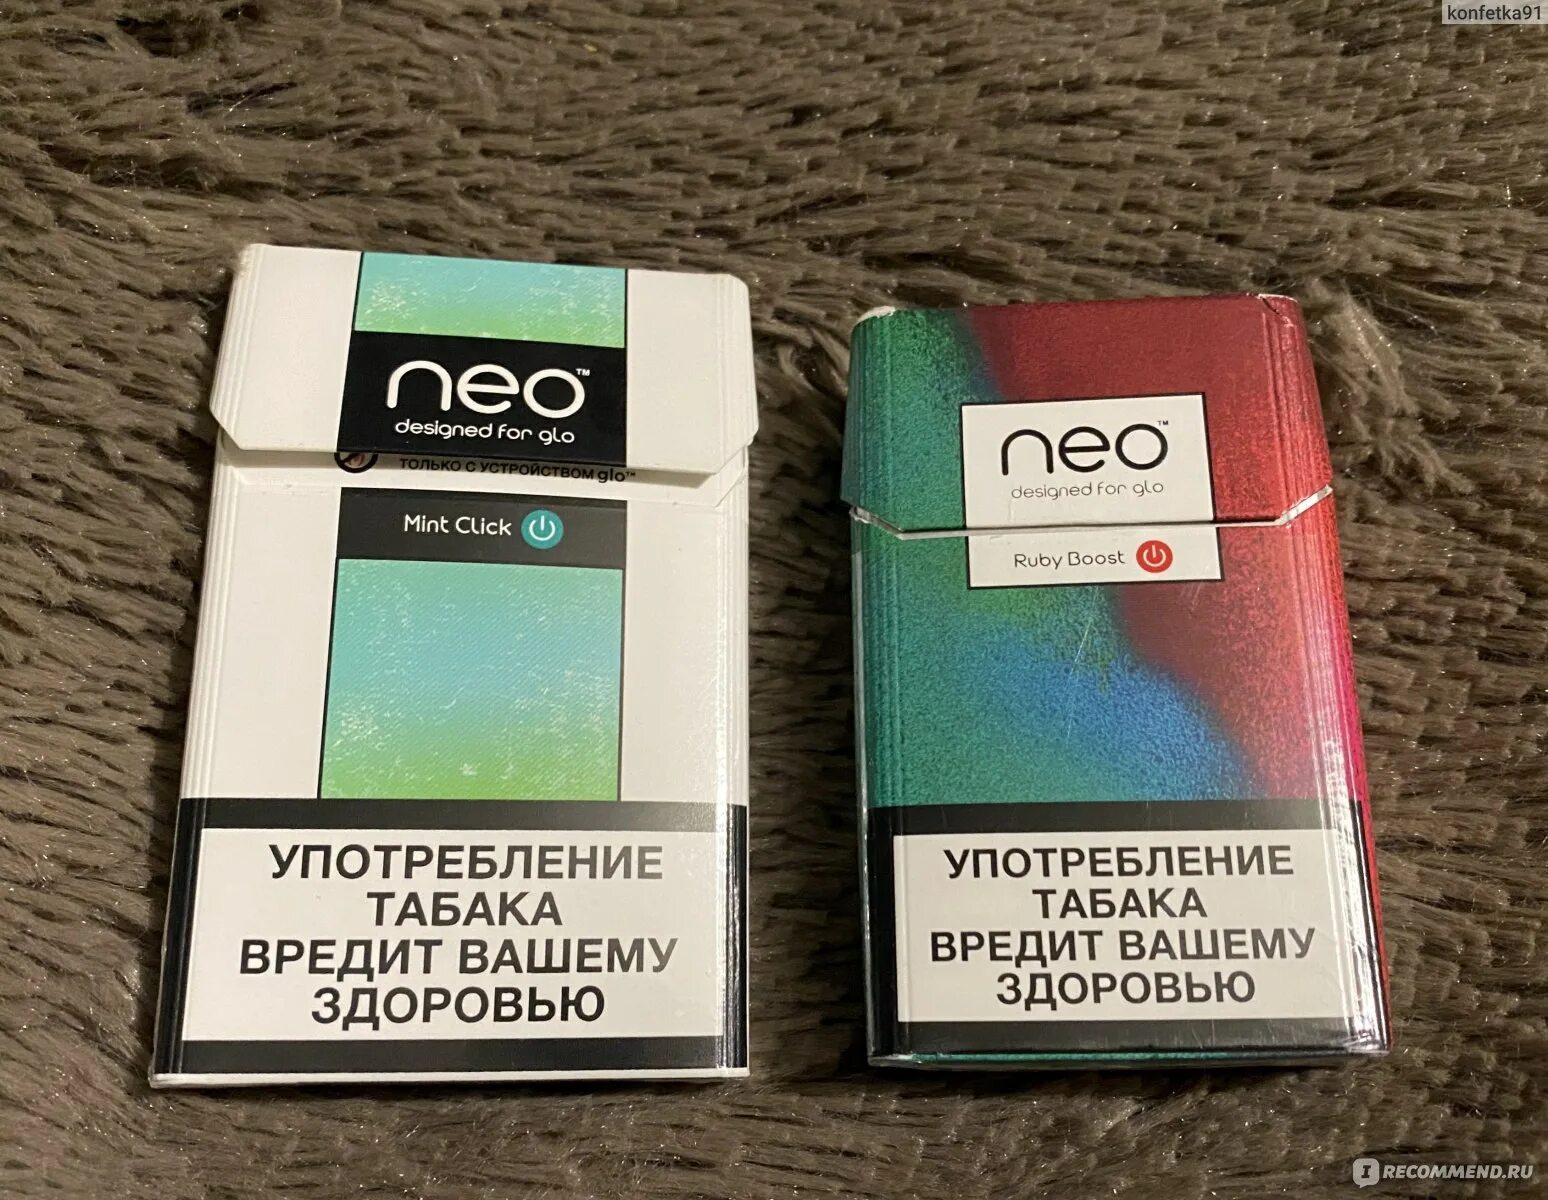 konfetka91
neo™
designed for glo
ТОЛЬКО С УСТРОЙСТВОМ glo™
Mint Click
УПОТРЕБЛЕНИЕ
ТАБАКА
ВРЕДИТ ВАШЕМУ
ЗДОРОВЬЮ
neo™
designed for glo
Ruby Boost
УПОТРЕБЛЕНИЕ
ТАБАКА
ВРЕДИТ ВАШЕМУ
ЗДОРОВЬЮ
IRECOMMEND.RU